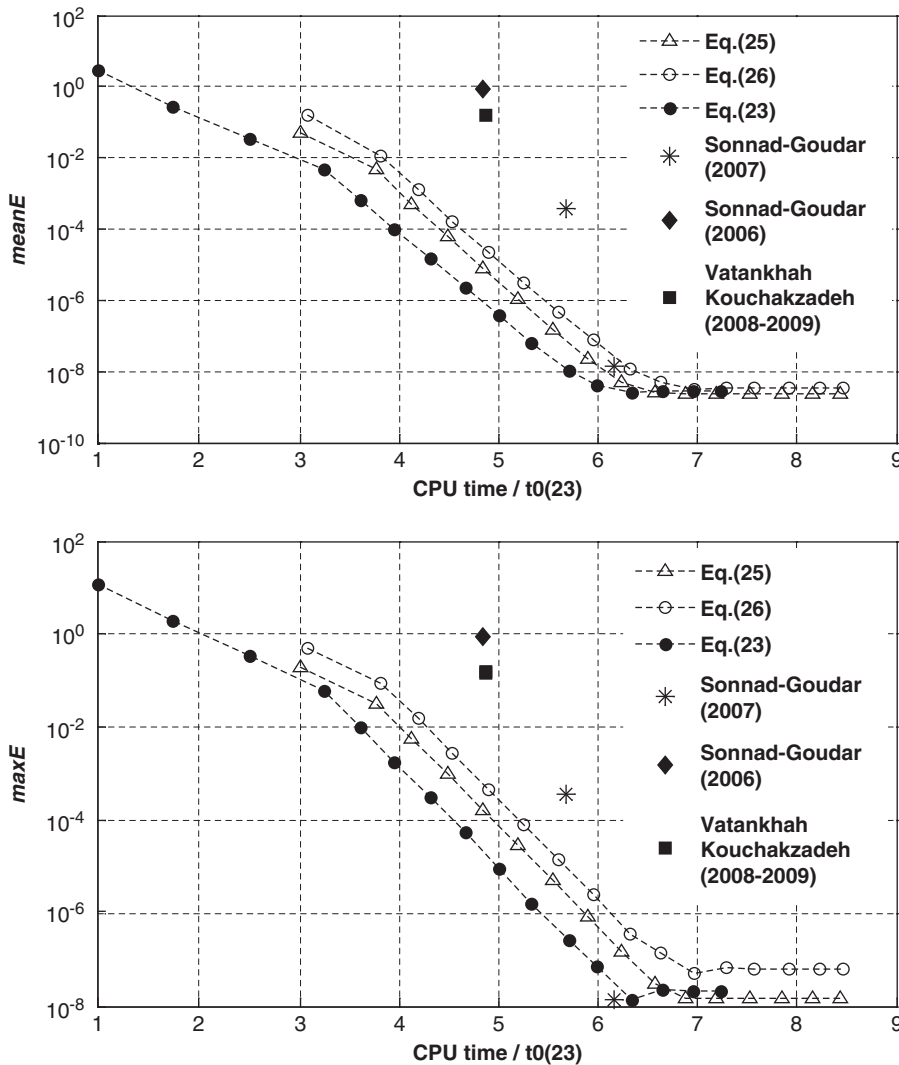 10^2
10^0
10^-2
10^-4
10^-6
10^-8
10^-10
meanE
1 2 3 4 5 6 7 8 9
CPU time / t0(23)
Eq.(25)
Eq.(26)
Eq.(23)
Sonnad-Goudar
(2007)
Sonnad-Goudar
(2006)
Vatankhah
Kouchakzadeh
(2008-2009)
10^2
10^0
10^-2
10^-4
10^-6
10^-8
maxE
1 2 3 4 5 6 7 8 9
CPU time / t0(23)
Eq.(25)
Eq.(26)
Eq.(23)
Sonnad-Goudar
(2007)
Sonnad-Goudar
(2006)
Vatankhah
Kouchakzadeh
(2008-2009)